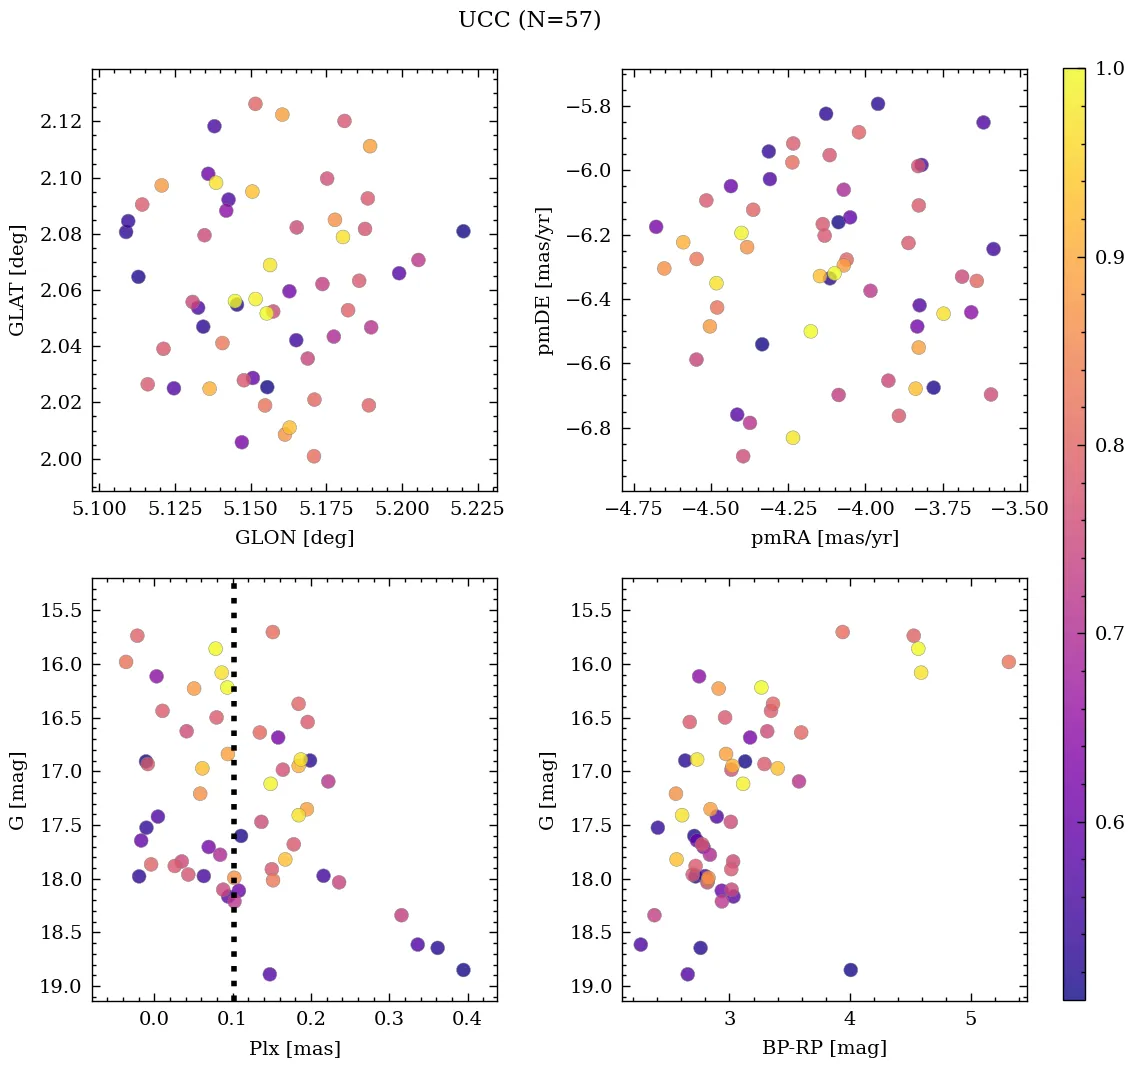 UCC (N=57)
2.12
2.10
2.08
2.06
2.04
2.02
2.00
GLAT [deg]
5.100 5.125 5.150 5.175 5.200 5.225
GLON [deg]
−5.8
−6.0
−6.2
−6.4
−6.6
−6.8
pmDE [mas/yr]
−4.75 −4.50 −4.25 −4.00 −3.75 −3.50
pmRA [mas/yr]
15.5
16.0
16.5
17.0
17.5
18.0
18.5
19.0
G [mag]
0.0 0.1 0.2 0.3 0.4
Plx [mas]
15.5
16.0
16.5
17.0
17.5
18.0
18.5
19.0
G [mag]
3 4 5
BP-RP [mag]
1.0
0.9
0.8
0.7
0.6